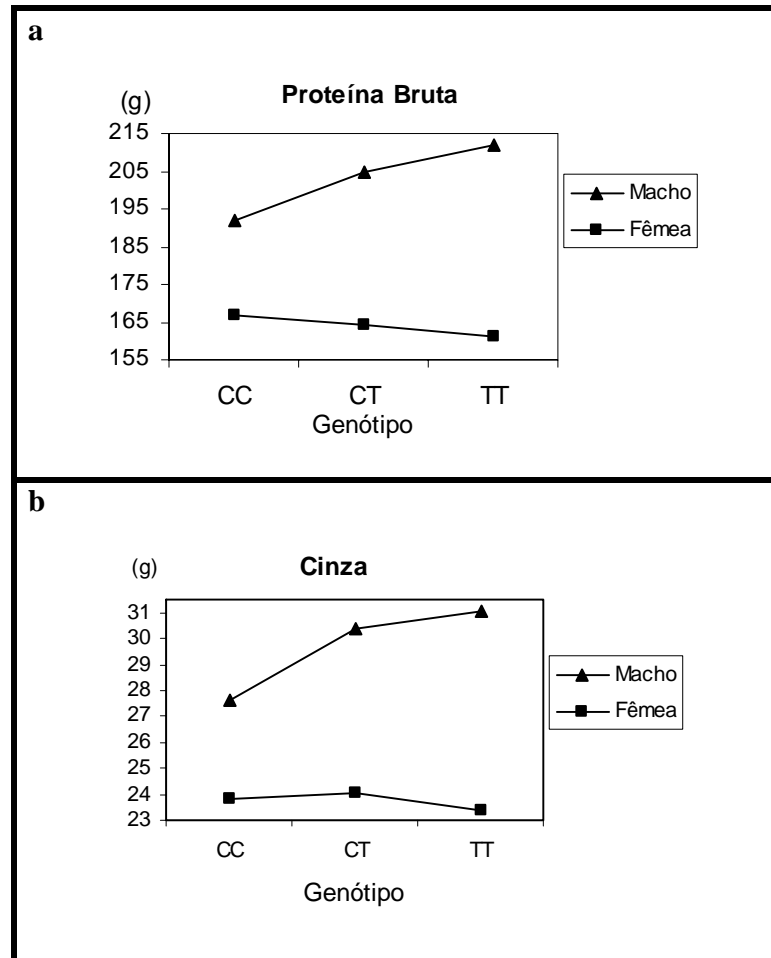 a
Proteína Bruta
(g)
215
205
195
185
175
165
155
Macho
Fêmea
CC CT TT
Genótipo
b
Cinza
(g)
31
30
29
28
27
26
25
24
23
Macho
Fêmea
CC CT TT
Genótipo